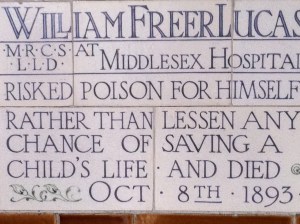 WILLIAM FREER LUCAS
M·R·C·S· AT MIDDLESEX HOSPITAL
L·L·D·
RISKED POISON FOR HIMSELF
RATHER THAN LESSEN ANY
CHANCE OF SAVING A
CHILD'S LIFE AND DIED
OCT · 8TH · 1893